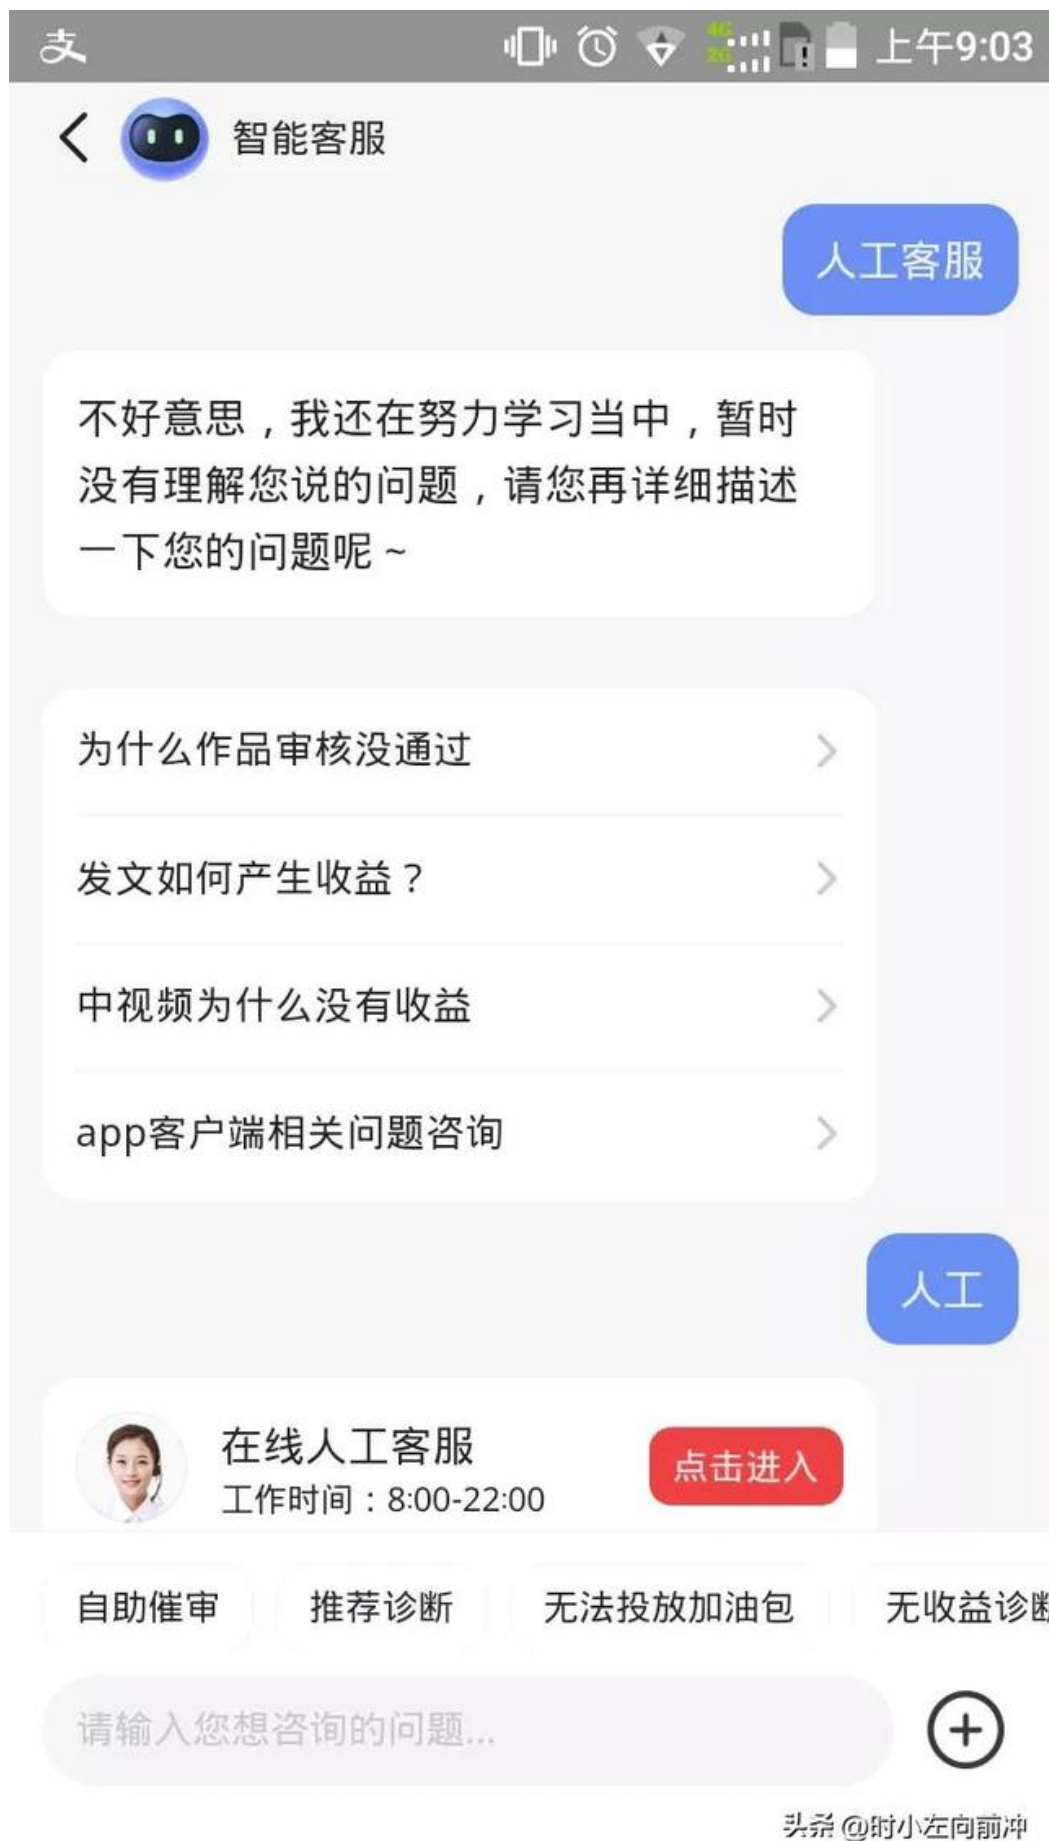 支
4G
2G
上午9:03
智能客服
人工客服
不好意思，我还在努力学习当中，暂时
没有理解您说的问题，请您再详细描述
一下您的问题呢～
为什么作品审核没通过
发文如何产生收益？
中视频为什么没有收益
app客户端相关问题咨询
人工
在线人工客服
点击进入
工作时间：8:00-22:00
自助催审
推荐诊断
无法投放加油包
无收益诊断
请输入您想咨询的问题...
头条 @时小左向前冲